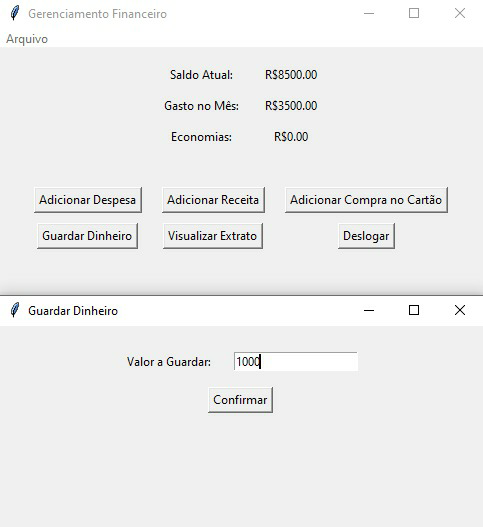 Gerenciamento Financeiro
Arquivo
Saldo Atual: R$8500.00
Gasto no Mês: R$3500.00
Economias: R$0.00
Adicionar Despesa Adicionar Receita Adicionar Compra no Cartão
Guardar Dinheiro Visualizar Extrato Deslogar
Guardar Dinheiro
Valor a Guardar: 1000
Confirmar